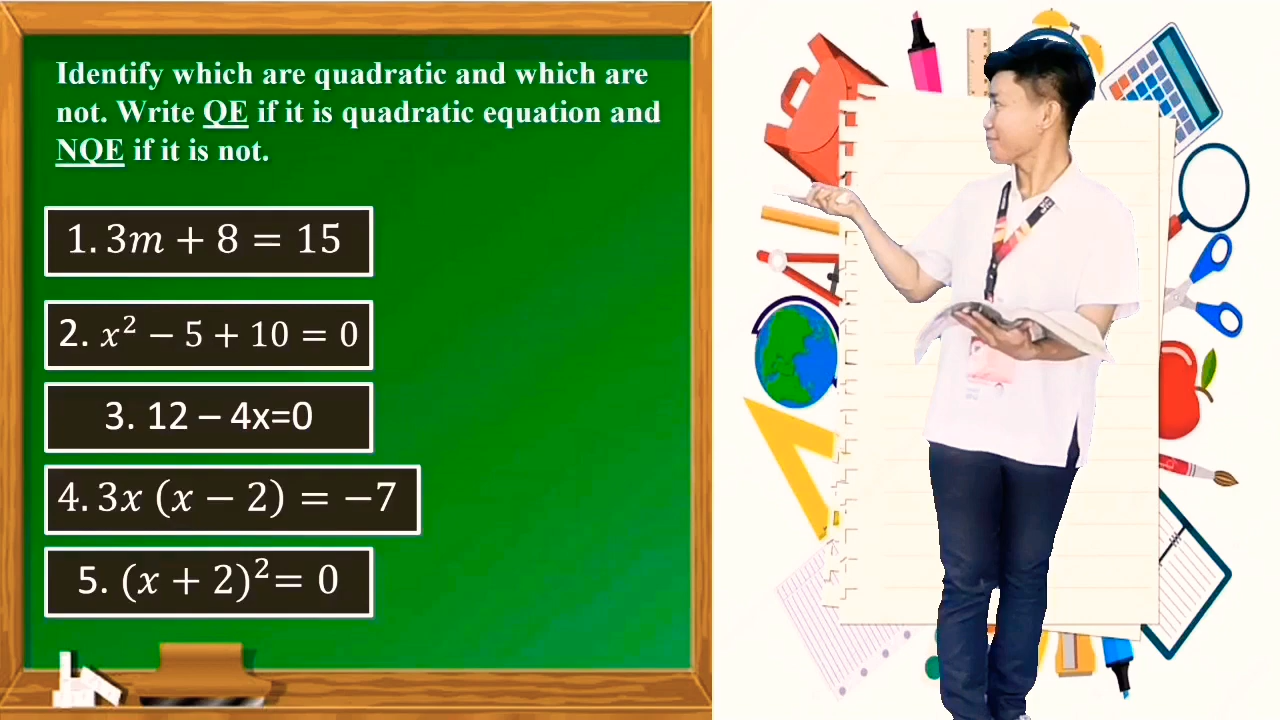 Identify which are quadratic and which are
not. Write QE if it is quadratic equation and
NQE if it is not.
1. 3m + 8 = 15
2. x² − 5 + 10 = 0
3. 12 – 4x=0
4. 3x (x − 2) = −7
5. (x + 2)²= 0